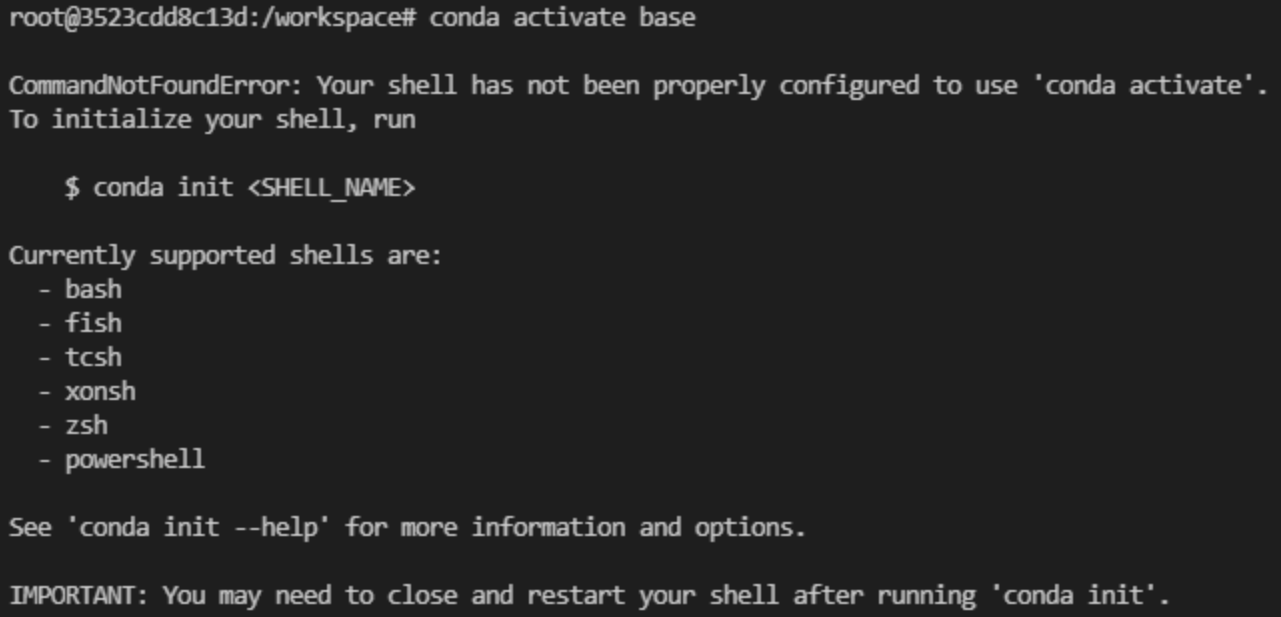 root@3523cdd8c13d:/workspace# conda activate base
CommandNotFoundError: Your shell has not been properly configured to use 'conda activate'.
To initialize your shell, run
$ conda init <SHELL_NAME>
Currently supported shells are:
- bash
- fish
- tcsh
- xonsh
- zsh
- powershell
See 'conda init --help' for more information and options.
IMPORTANT: You may need to close and restart your shell after running 'conda init'.